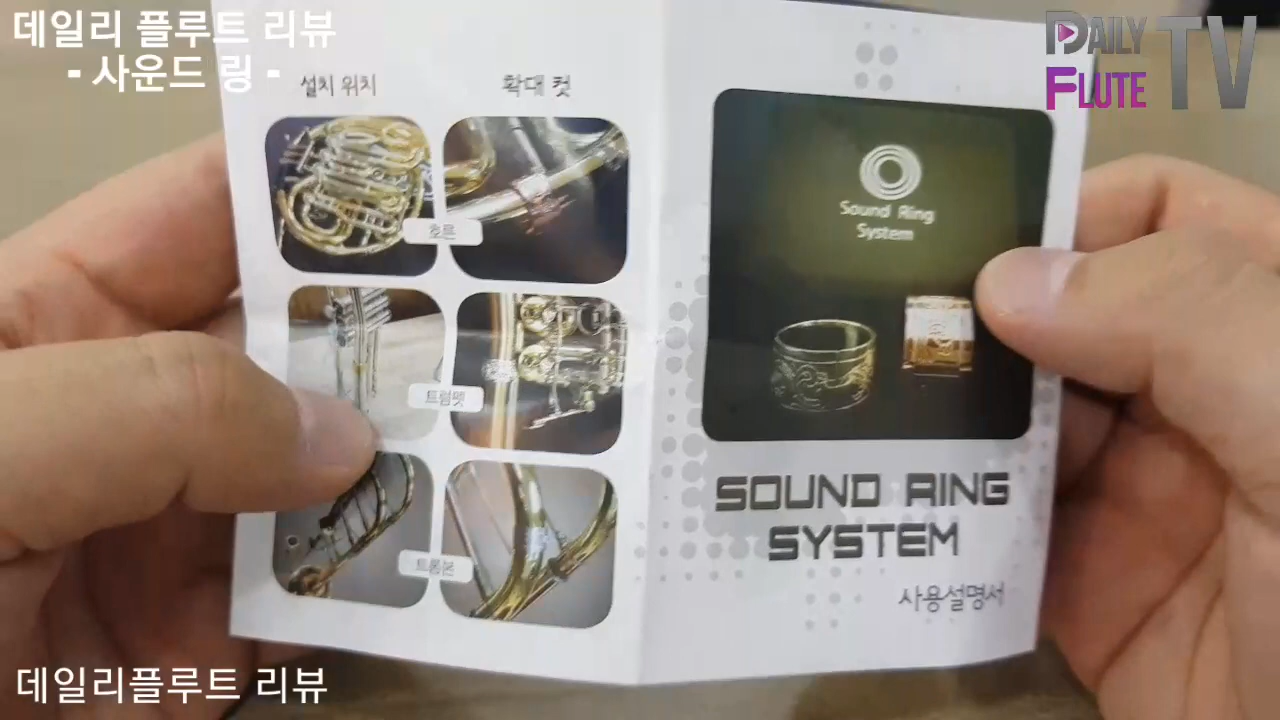 데일리 플루트 리뷰
- 사운드 링 -
DAILY FLUTE TV
설치 위치
확대 컷
호른
트럼펫
트롬본
Sound Ring
System
SOUND RING
SYSTEM
사용설명서
데일리플루트 리뷰